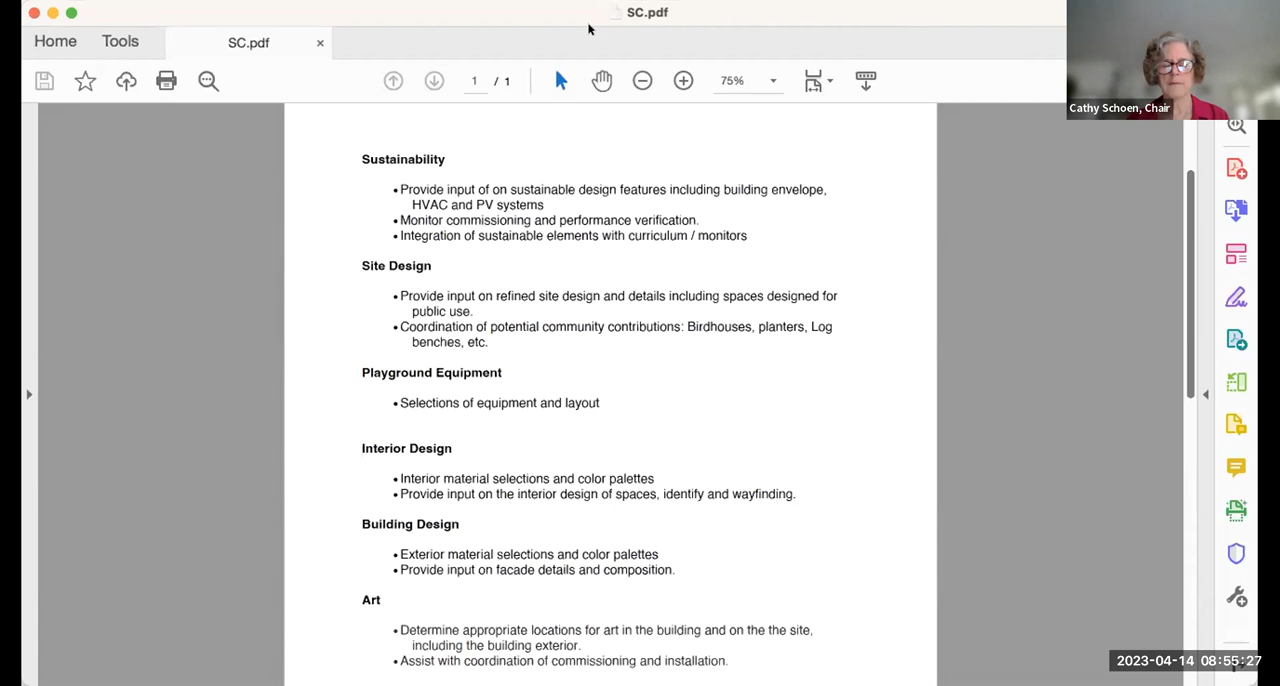 SC.pdf
Home
Tools
SC.pdf
×
1 / 1
75%
Cathy Schoen, Chair
Sustainability
• Provide input of on sustainable design features including building envelope,
HVAC and PV systems
• Monitor commissioning and performance verification.
• Integration of sustainable elements with curriculum / monitors
Site Design
• Provide input on refined site design and details including spaces designed for
public use.
• Coordination of potential community contributions: Birdhouses, planters, Log
benches, etc.
Playground Equipment
• Selections of equipment and layout
Interior Design
• Interior material selections and color palettes
• Provide input on the interior design of spaces, identify and wayfinding.
Building Design
• Exterior material selections and color palettes
• Provide input on facade details and composition.
Art
• Determine appropriate locations for art in the building and on the the site,
including the building exterior.
• Assist with coordination of commissioning and installation.
2023-04-14 08:55:27